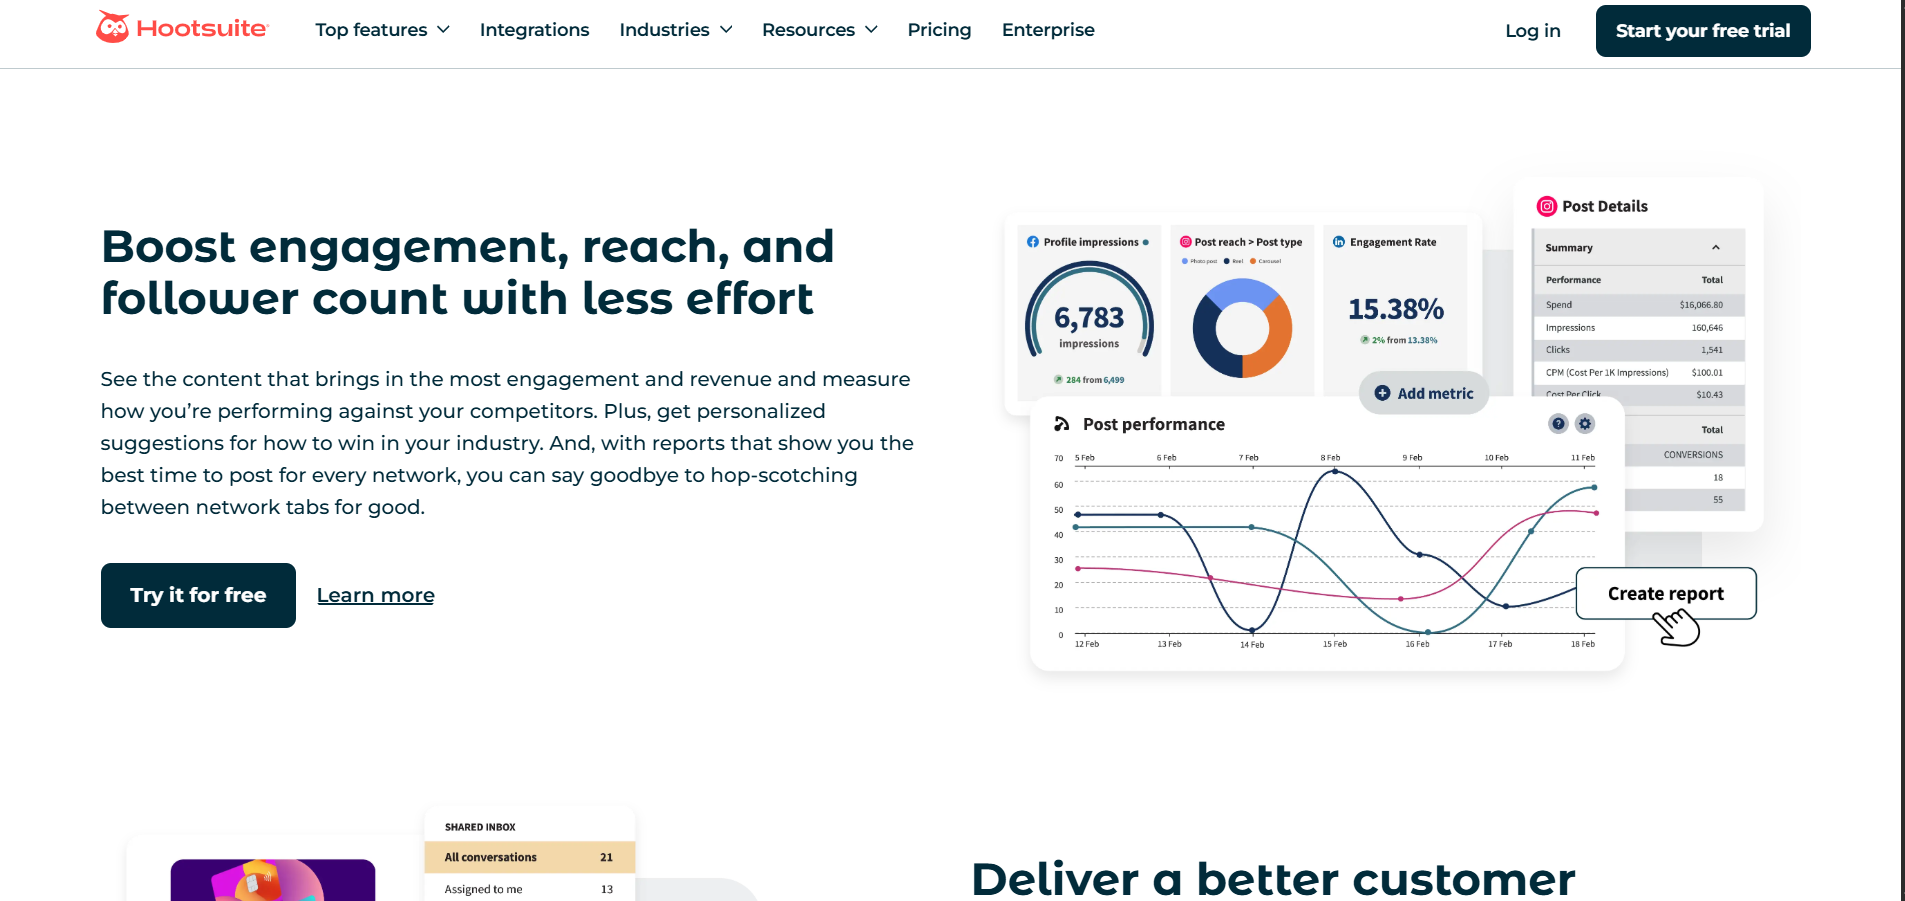 Hootsuite
Top features
Integrations
Industries
Resources
Pricing
Enterprise
Log in
Start your free trial
Boost engagement, reach, and
follower count with less effort
See the content that brings in the most engagement and revenue and measure
how you’re performing against your competitors. Plus, get personalized
suggestions for how to win in your industry. And, with reports that show you the
best time to post for every network, you can say goodbye to hop-scotching
between network tabs for good.
Try it for free
Learn more
Profile impressions
6,783
impressions
284 from 6,499
Post reach > Post type
Photo post Reel Carousel
Engagement Rate
15.38%
2% from 13.38%
Add metric
Post Details
Summary
Performance Total
Spend $16,066.80
Impressions 160,646
Clicks 1,541
CPM (Cost Per 1K Impressions) $100.01
Cost Per Click $10.43
Total
CONVERSIONS
18
55
Post performance
70 5 Feb 6 Feb 7 Feb 8 Feb 9 Feb 10 Feb 11 Feb
60
50
40
30
20
10
0
12 Feb 13 Feb 14 Feb 15 Feb 16 Feb 17 Feb 18 Feb
Create report
SHARED INBOX
All conversations 21
Assigned to me 13
Deliver a better customer